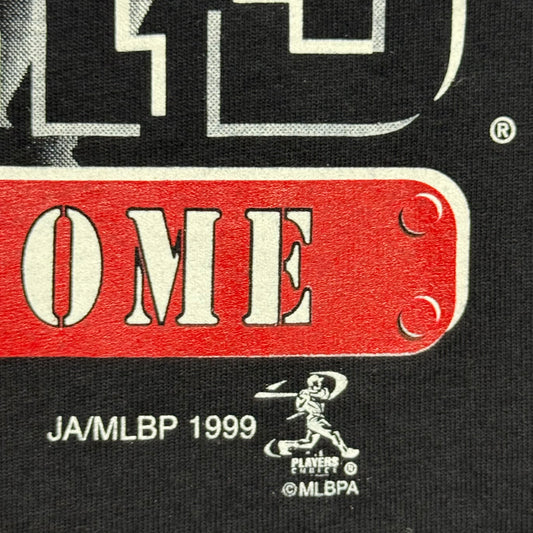 ®
OME
JA/MLBP 1999
PLAYERS
CHOICE ®
©MLBPA